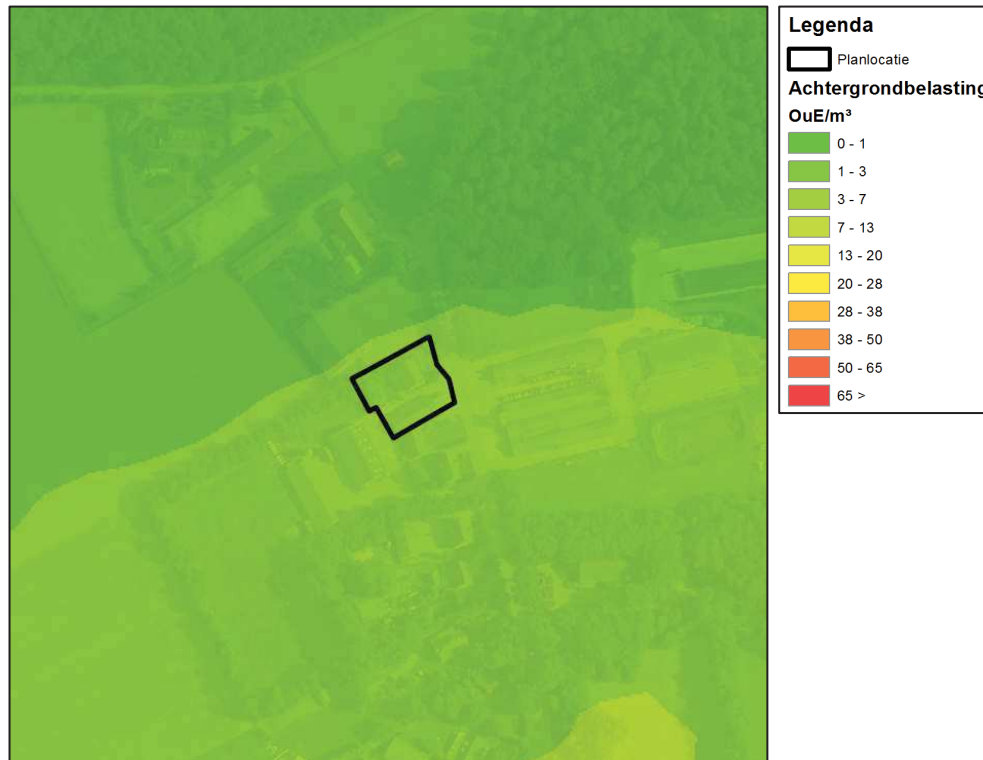 Legenda
Planlocatie
Achtergrondbelasting
OuE/m³
0 - 1
1 - 3
3 - 7
7 - 13
13 - 20
20 - 28
28 - 38
38 - 50
50 - 65
65 >